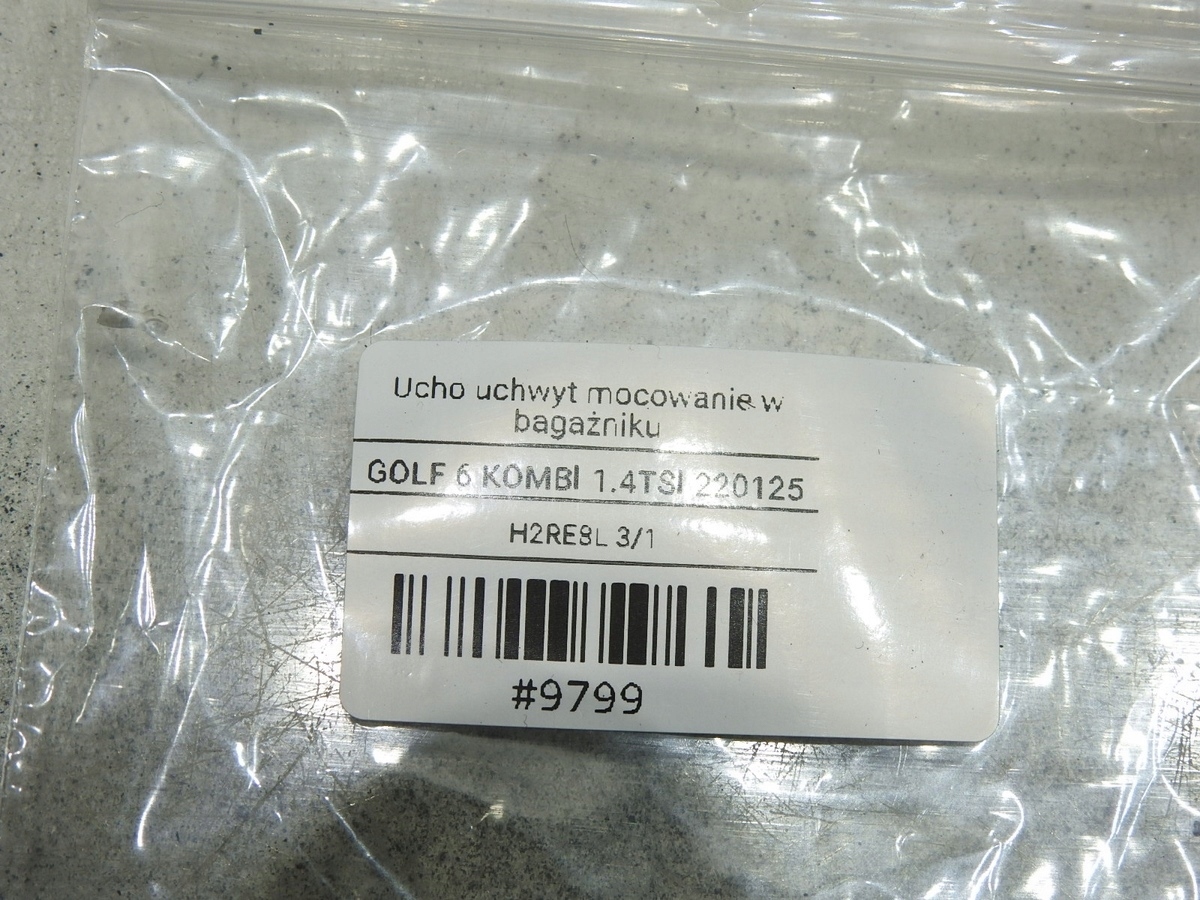 Ucho uchwyt mocowanie w
bagażniku
GOLF 6 KOMBI 1.4TSI 220125
H2RE8L 3/1
#9799